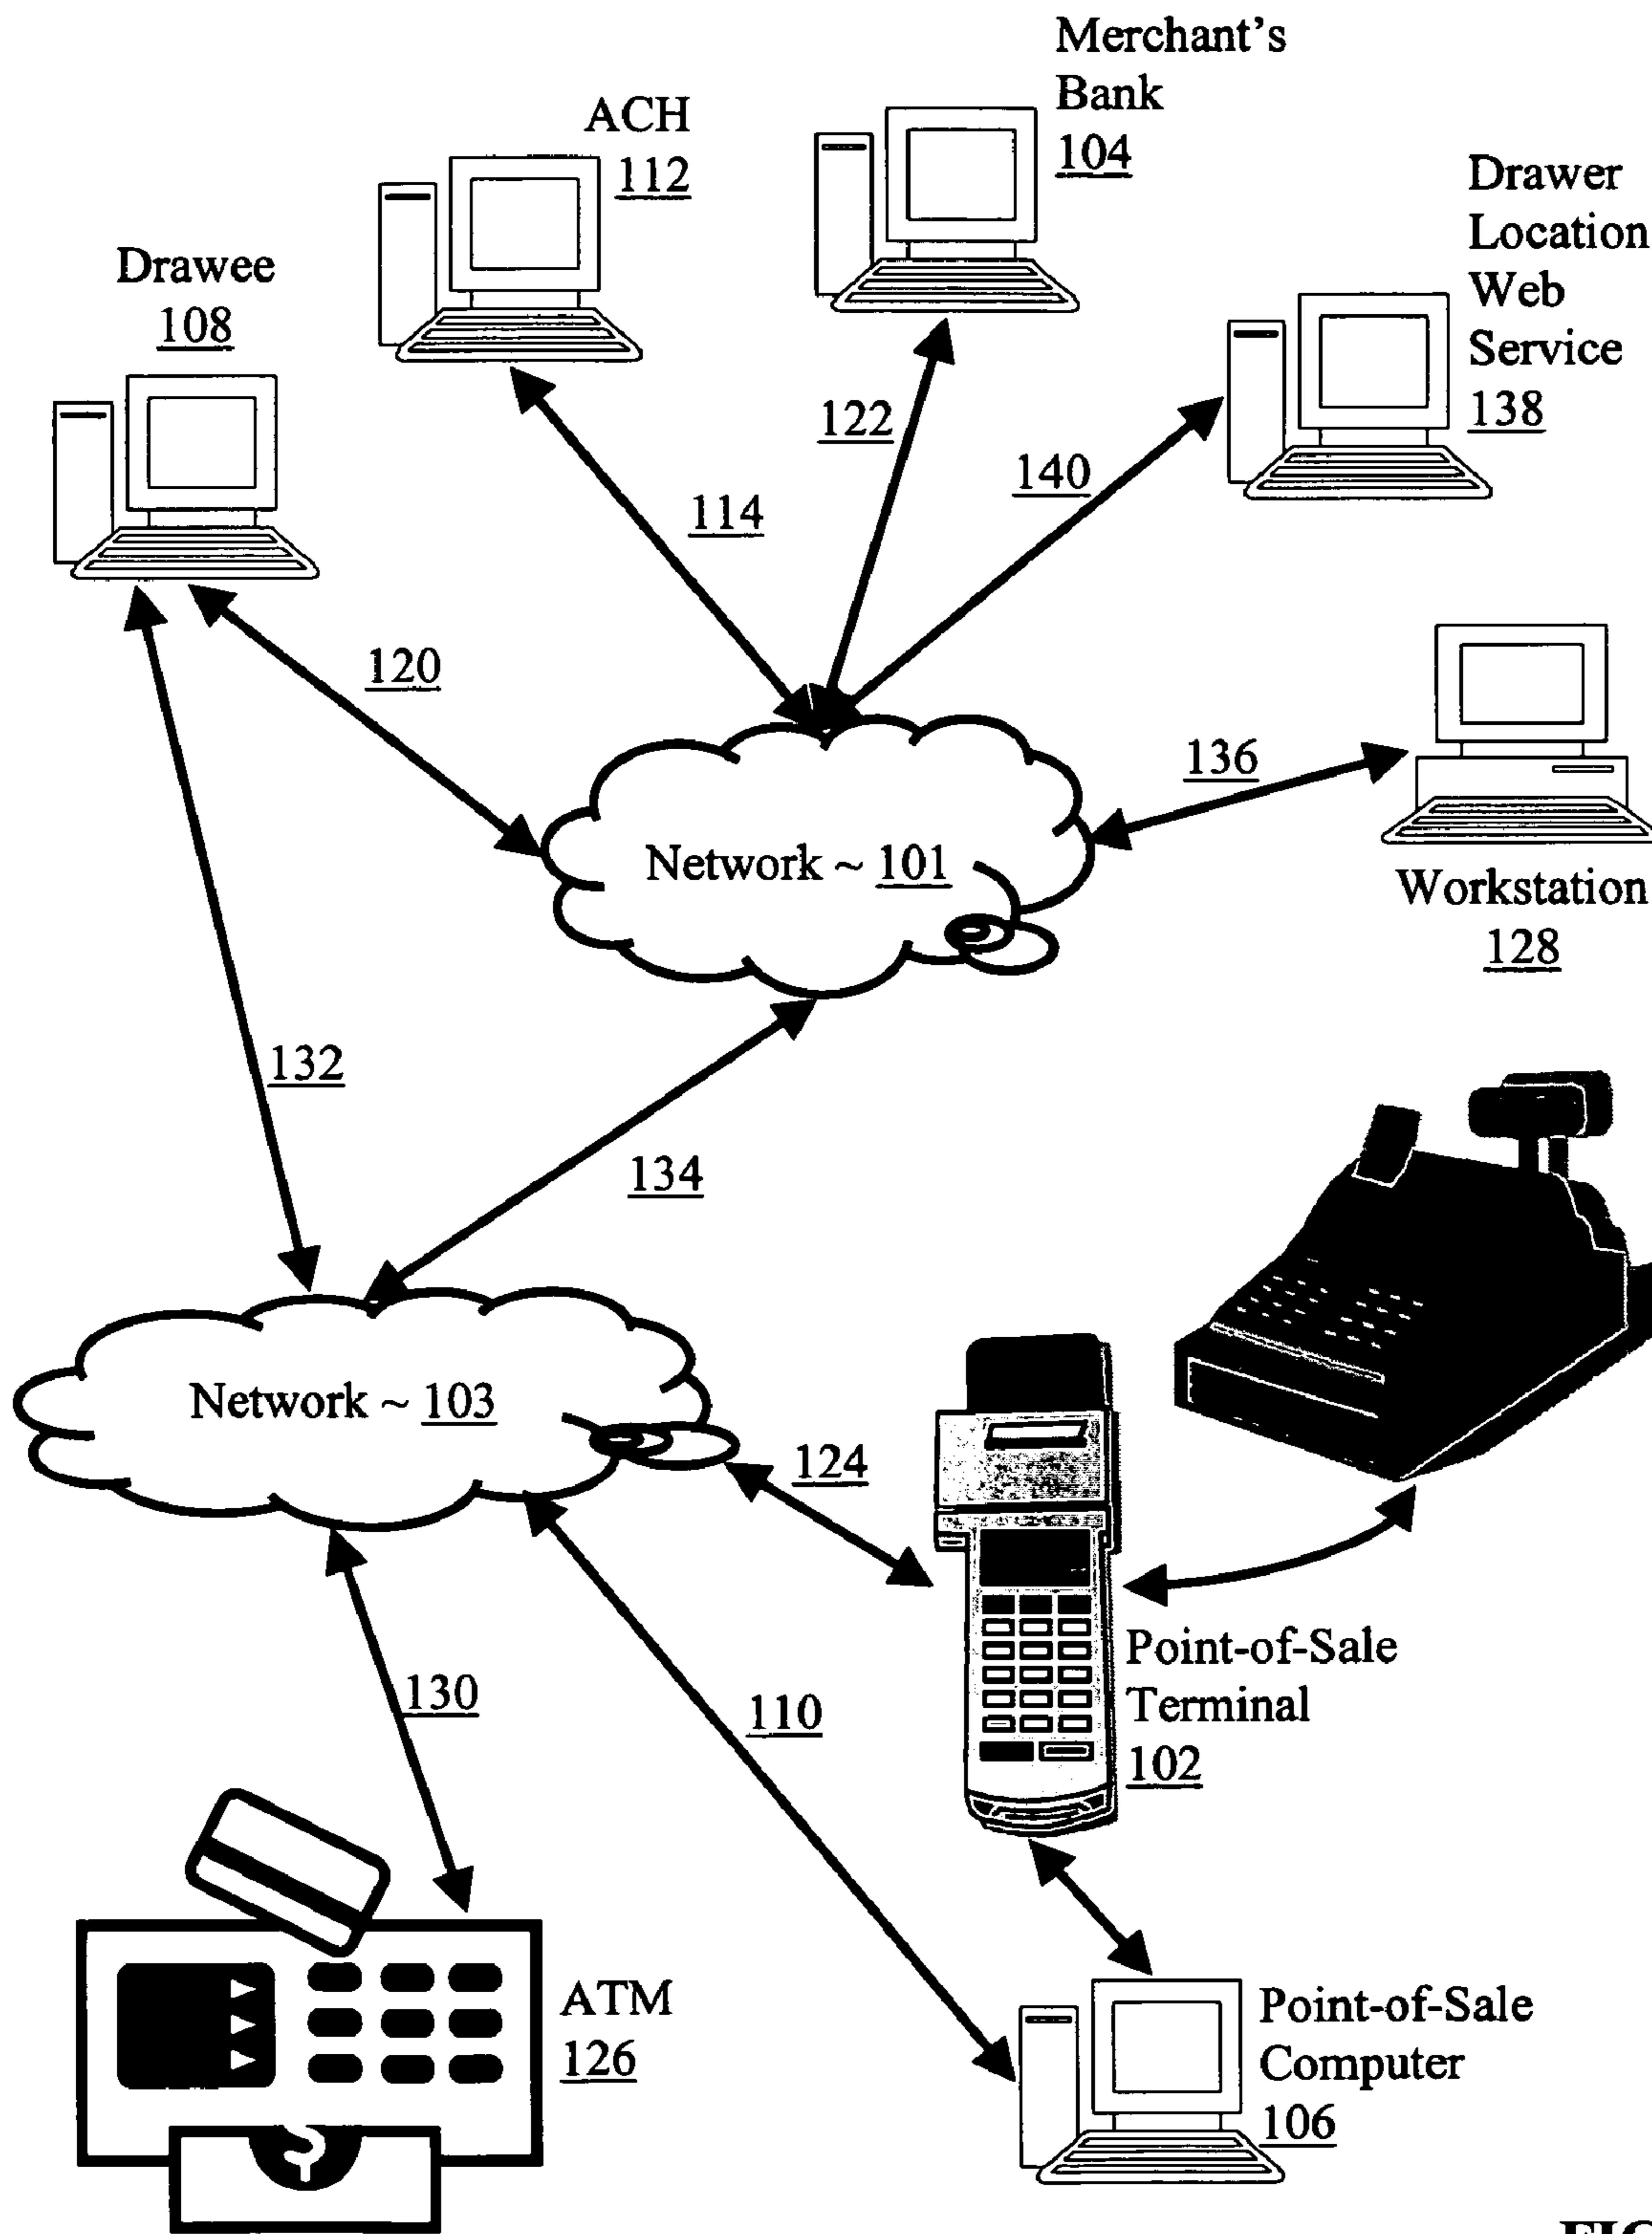 Merchant's
Bank
104
ACH
112
Drawer
Location
Web
Service
138
Drawee
108
122
140
114
120
136
Network ~ 101
Workstation
128
132
134
Network ~ 103
124
Point-of-Sale
Terminal
102
130
110
ATM
126
Point-of-Sale
Computer
106
FIG